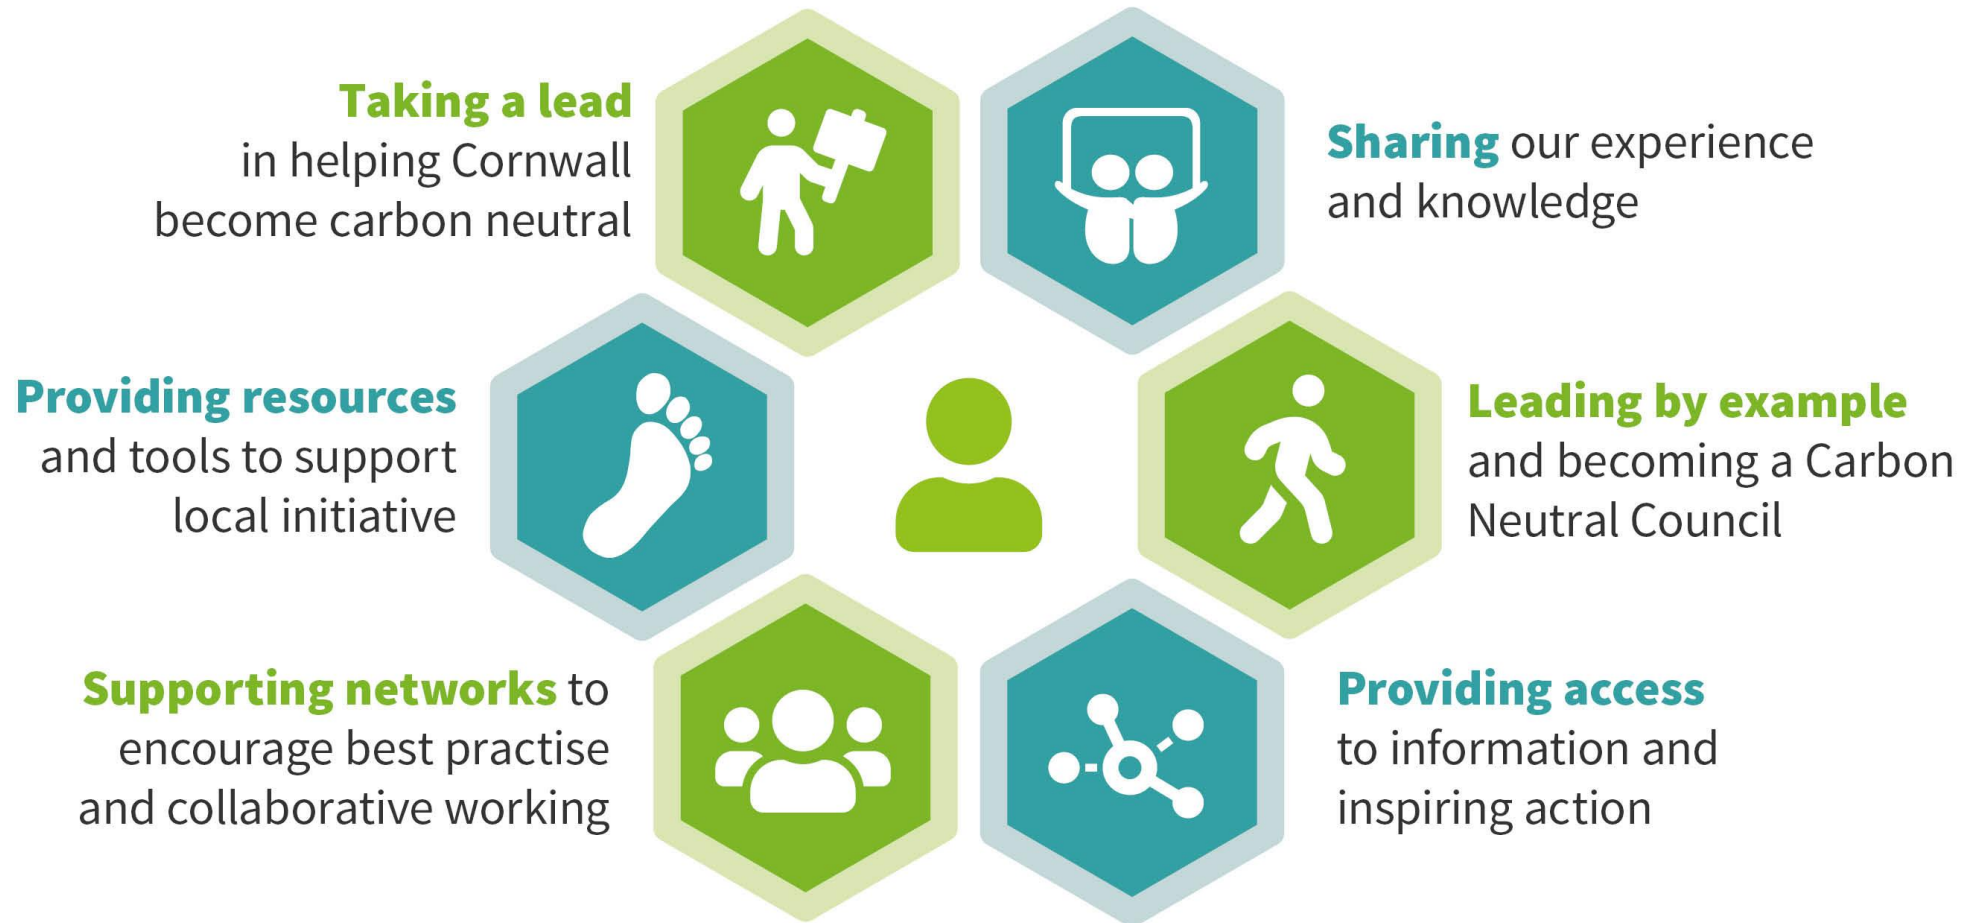 Taking a lead
in helping Cornwall
become carbon neutral
Sharing our experience
and knowledge
Providing resources
and tools to support
local initiative
Leading by example
and becoming a Carbon
Neutral Council
Supporting networks to
encourage best practise
and collaborative working
Providing access
to information and
inspiring action